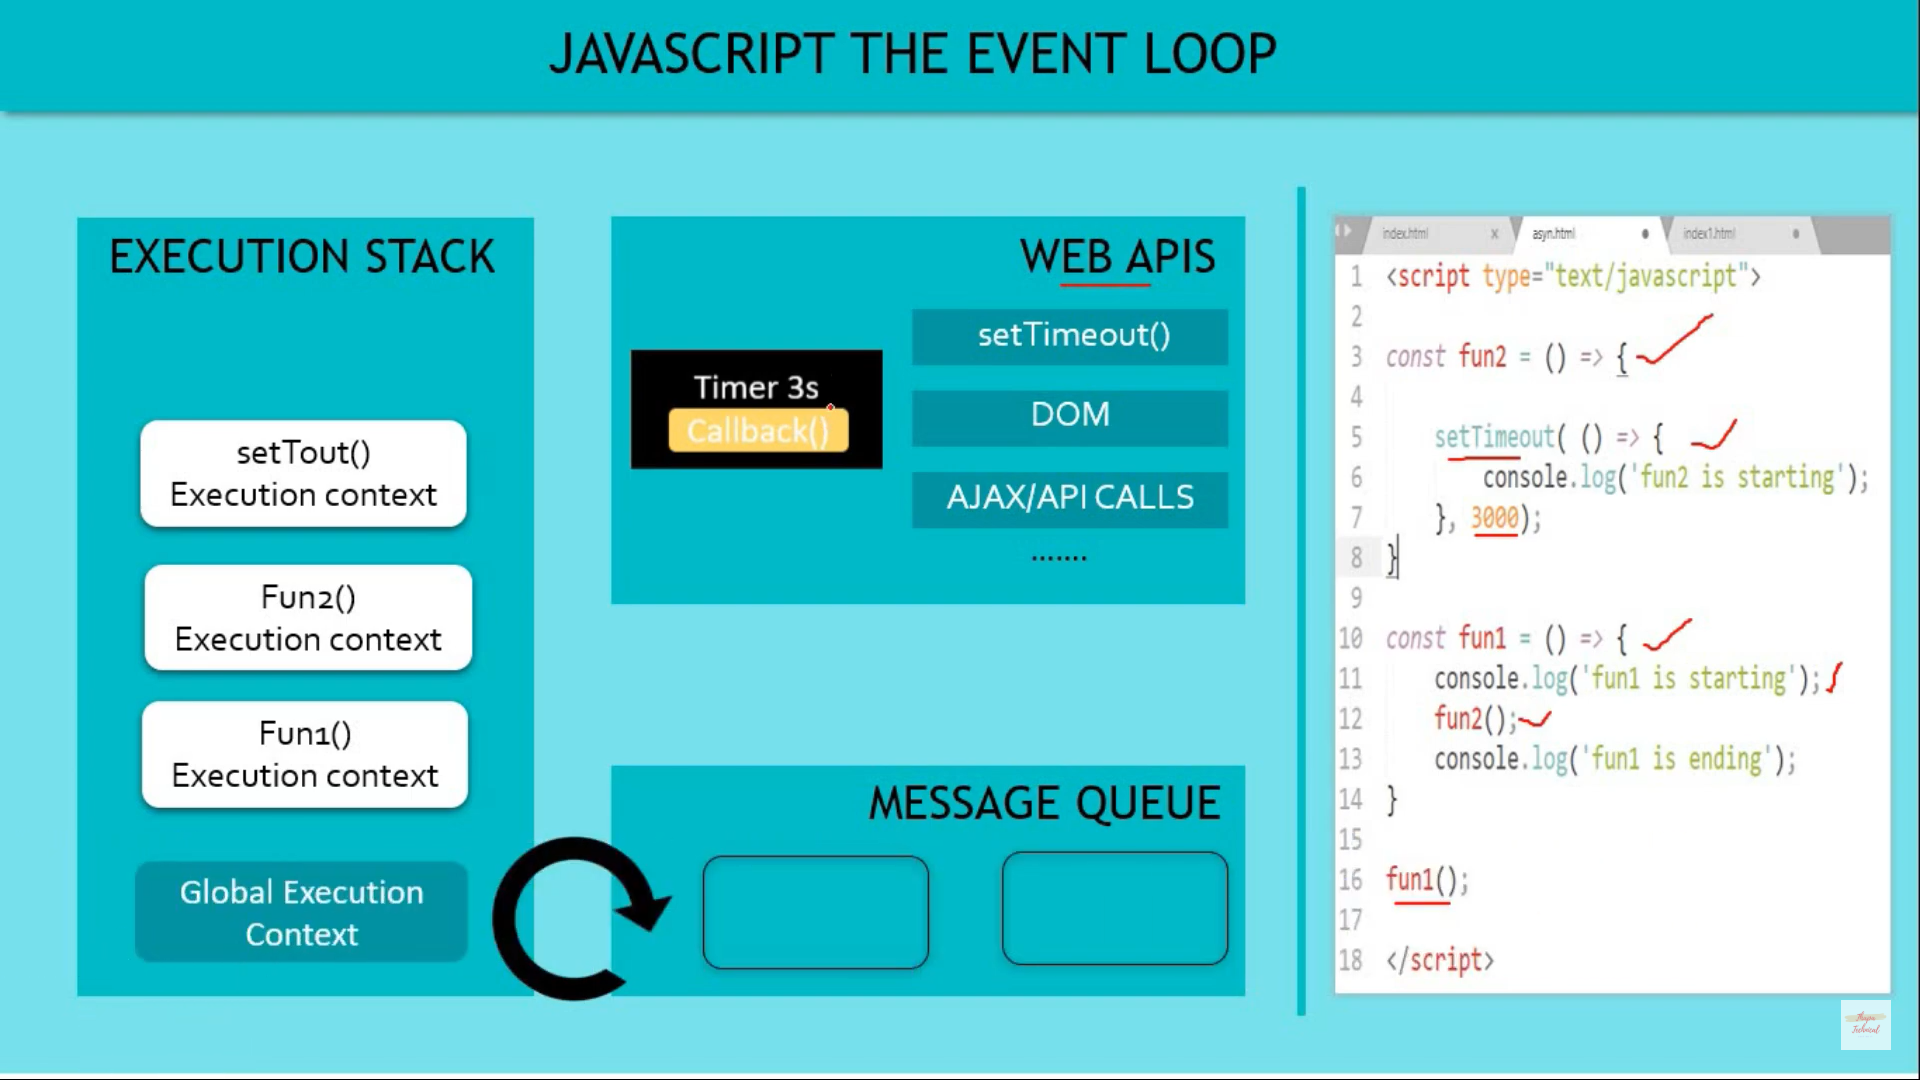 JAVASCRIPT THE EVENT LOOP
EXECUTION STACK
setTout()
Execution context
Fun2()
Execution context
Fun1()
Execution context
Global Execution
Context
WEB APIS
Timer 3s
Callback()
setTimeout()
DOM
AJAX/API CALLS
.......
MESSAGE QUEUE
index.html x asyn.html index1.html
1 <script type="text/javascript">
2
3 const fun2 = () => {
4
5 setTimeout( () => {
6 console.log('fun2 is starting');
7 }, 3000);
8 }
9
10 const fun1 = () => {
11 console.log('fun1 is starting');
12 fun2();
13 console.log('fun1 is ending');
14 }
15
16 fun1();
17
18 </script>
Thapa
Technical